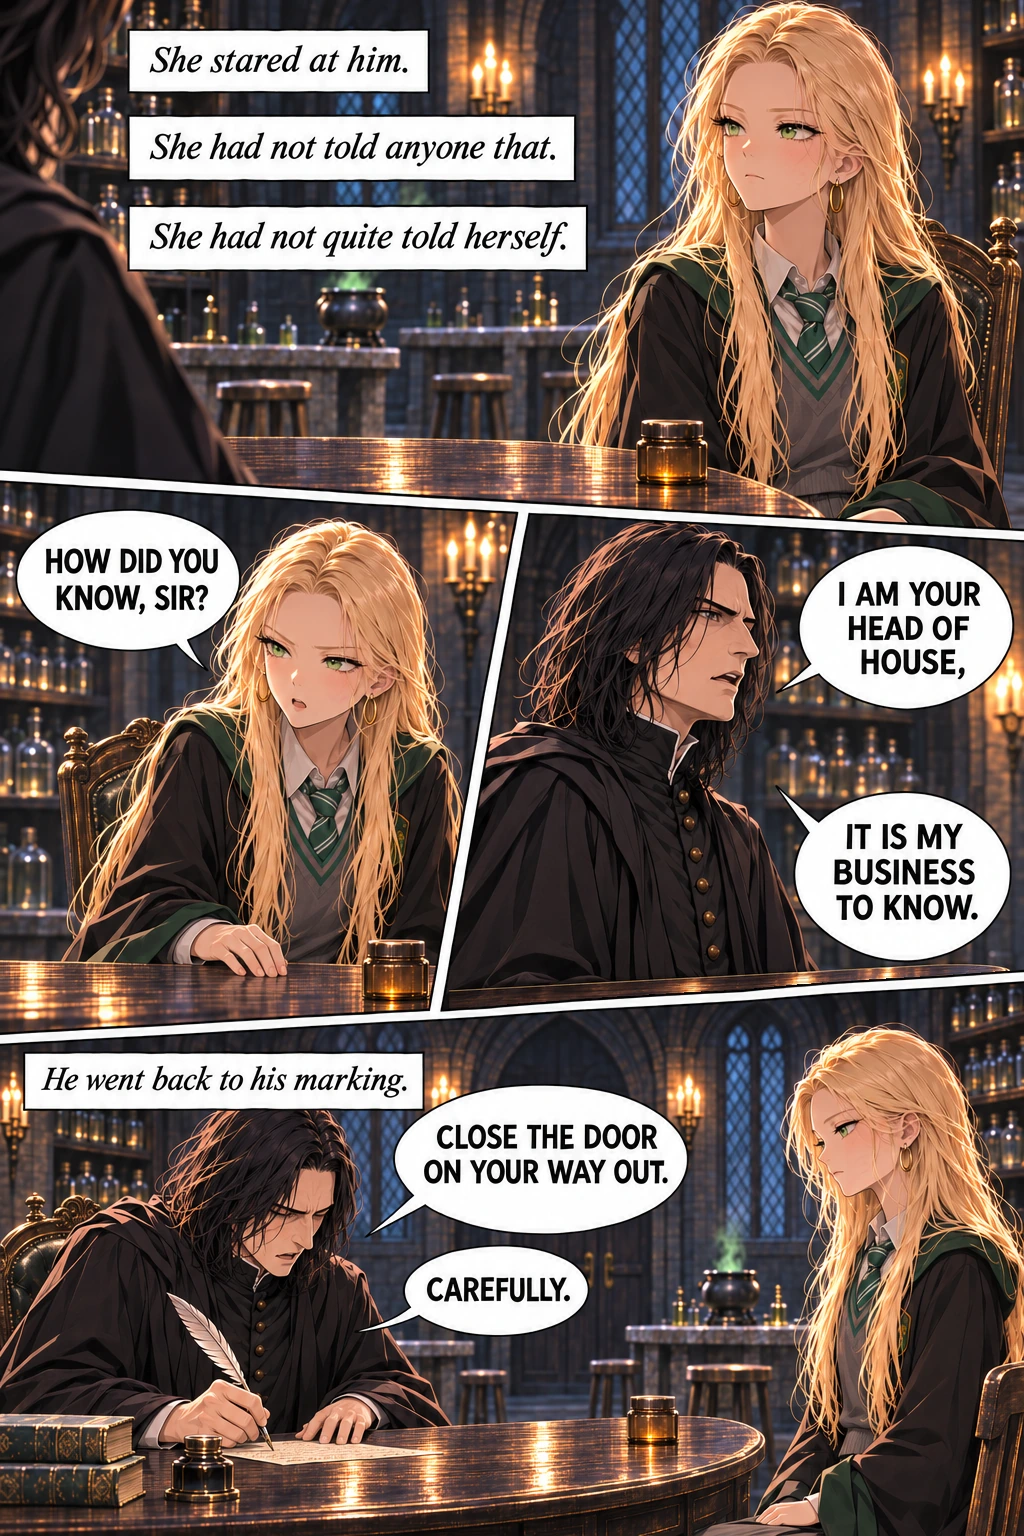 She stared at him.
She had not told anyone that.
She had not quite told herself.
HOW DID YOU
KNOW, SIR?
I AM YOUR
HEAD OF
HOUSE,
IT IS MY
BUSINESS
TO KNOW.
He went back to his marking.
CLOSE THE DOOR
ON YOUR WAY OUT.
CAREFULLY.